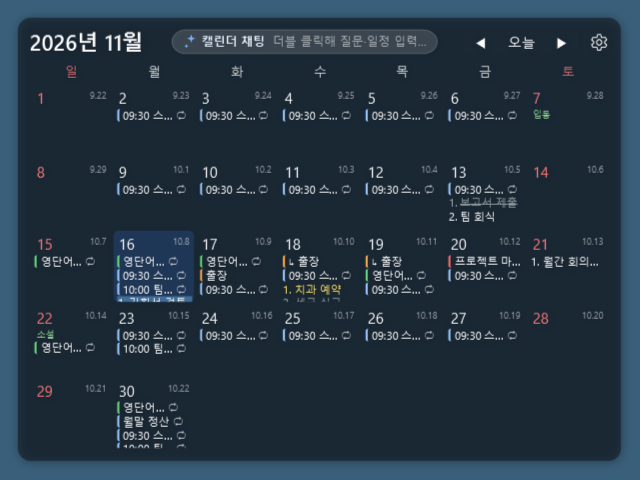 2026년 11월
캘린더 채팅 더블 클릭해 질문·일정 입력...
◀ 오늘 ▶
일 월 화 수 목 금 토
1 9.22 2 9.23 3 9.24 4 9.25 5 9.26 6 9.27 7 9.28
09:30 스... 09:30 스... 09:30 스... 09:30 스... 09:30 스... 입동
8 9.29 9 10.1 10 10.2 11 10.3 12 10.4 13 10.5 14 10.6
09:30 스... 09:30 스... 09:30 스... 09:30 스... 09:30 스...
1. 보고서 제출
2. 팀 회식
15 10.7 16 10.8 17 10.9 18 10.10 19 10.11 20 10.12 21 10.13
영단어... 영단어... 영단어... ↳ 출장 ↳ 출장 프로젝트 마... 1. 월간 회의...
09:30 스... 출장 09:30 스... 영단어... 09:30 스...
10:00 팀... 09:30 스... 1. 치과 예약 09:30 스...
22 10.14 23 10.15 24 10.16 25 10.17 26 10.18 27 10.19 28 10.20
소설 09:30 스... 09:30 스... 09:30 스... 09:30 스... 09:30 스...
영단어... 10:00 팀...
29 10.21 30 10.22
영단어...
월말 정산
09:30 스...
10:00 팀...